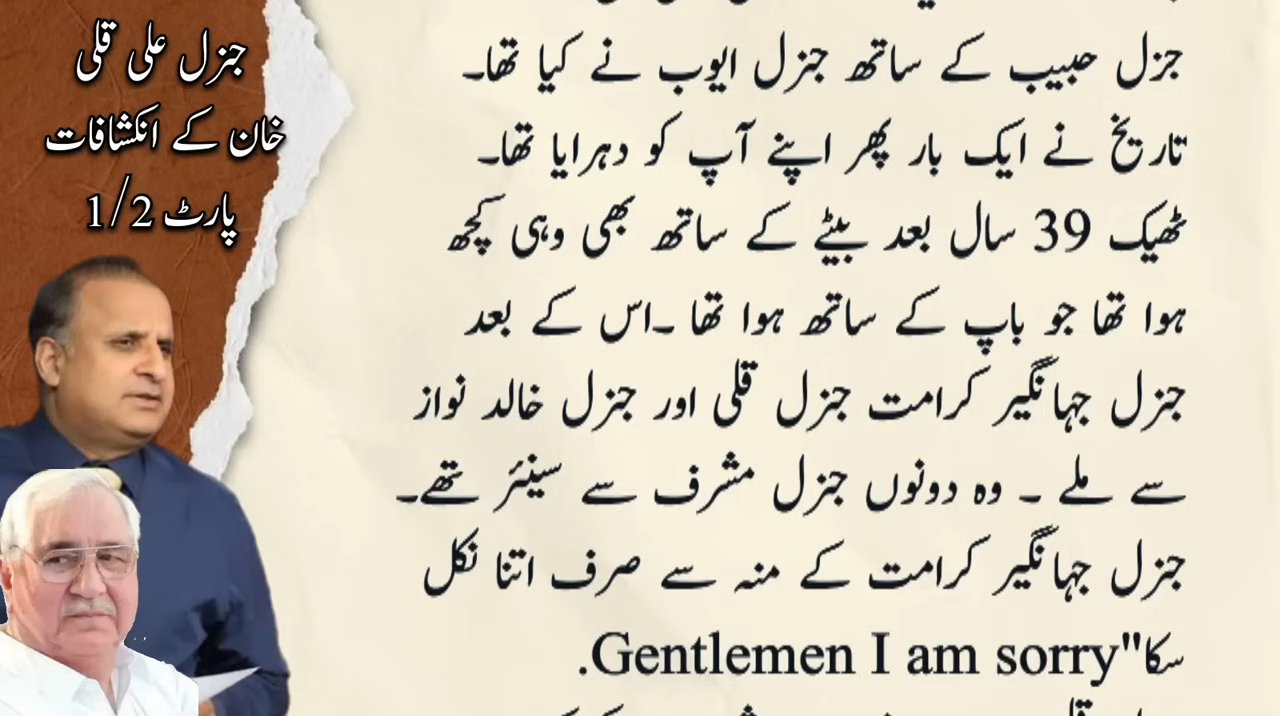 جنرل علی قلی
خان کے انکشافات
پارٹ 1/2
جنرل حبیب کے ساتھ جنرل ایوب نے کیا تھا۔
تاریخ نے ایک بار پھر اپنے آپ کو دہرایا تھا۔
ٹھیک 39 سال بعد بیٹے کے ساتھ بھی وہی کچھ
ہوا تھا جو باپ کے ساتھ ہوا تھا ۔اس کے بعد
جنرل جہانگیر کرامت جنرل قلی اور جنرل خالد نواز
سے ملے ۔ وہ دونوں جنرل مشرف سے سینئر تھے۔
جنرل جہانگیر کرامت کے منہ سے صرف اتنا نکل
سکا"Gentlemen I am sorry.